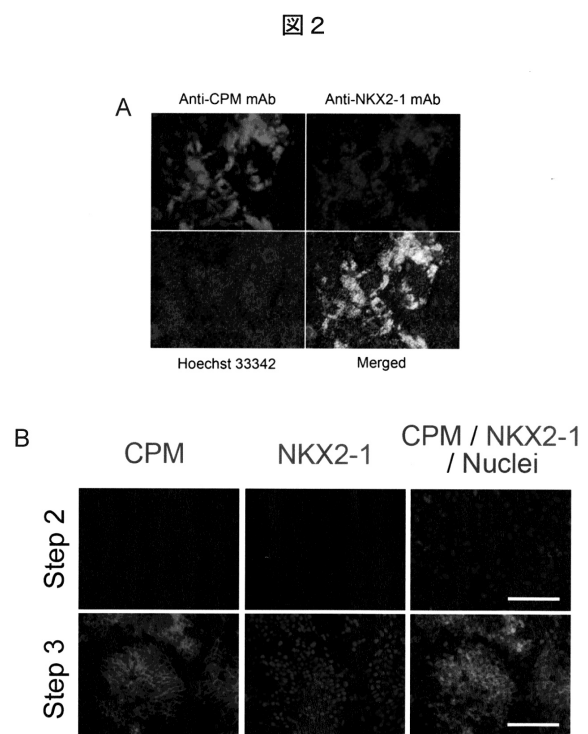 図2
A
Anti-CPM mAb
Anti-NKX2-1 mAb
Hoechst 33342
Merged
B
CPM
NKX2-1
CPM / NKX2-1
/ Nuclei
Step 2
Step 3